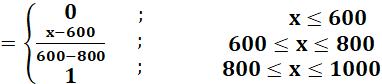 0 ; x ≤ 600
= { x−600 / 600−800 ; 600 ≤ x ≤ 800
1 ; 800 ≤ x ≤ 1000